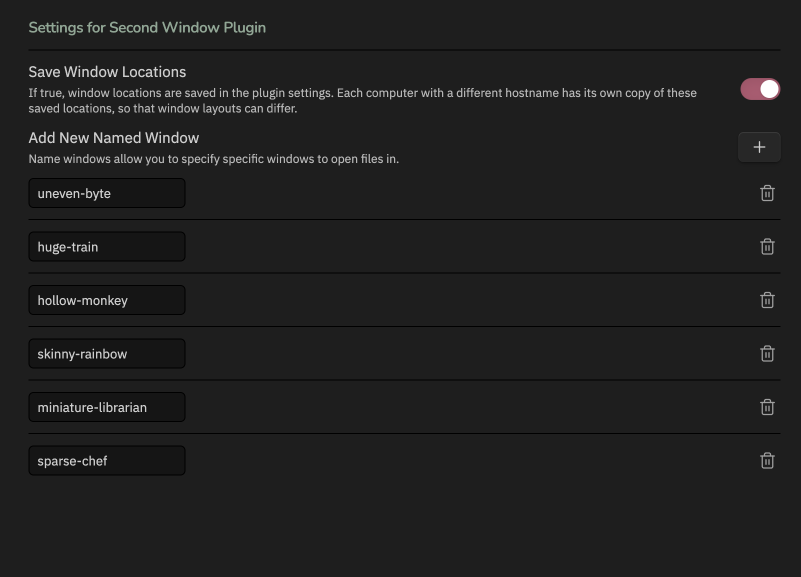 Settings for Second Window Plugin
Save Window Locations
If true, window locations are saved in the plugin settings. Each computer with a different hostname has its own copy of these
saved locations, so that window layouts can differ.
Add New Named Window
Name windows allow you to specify specific windows to open files in.
uneven-byte
huge-train
hollow-monkey
skinny-rainbow
miniature-librarian
sparse-chef